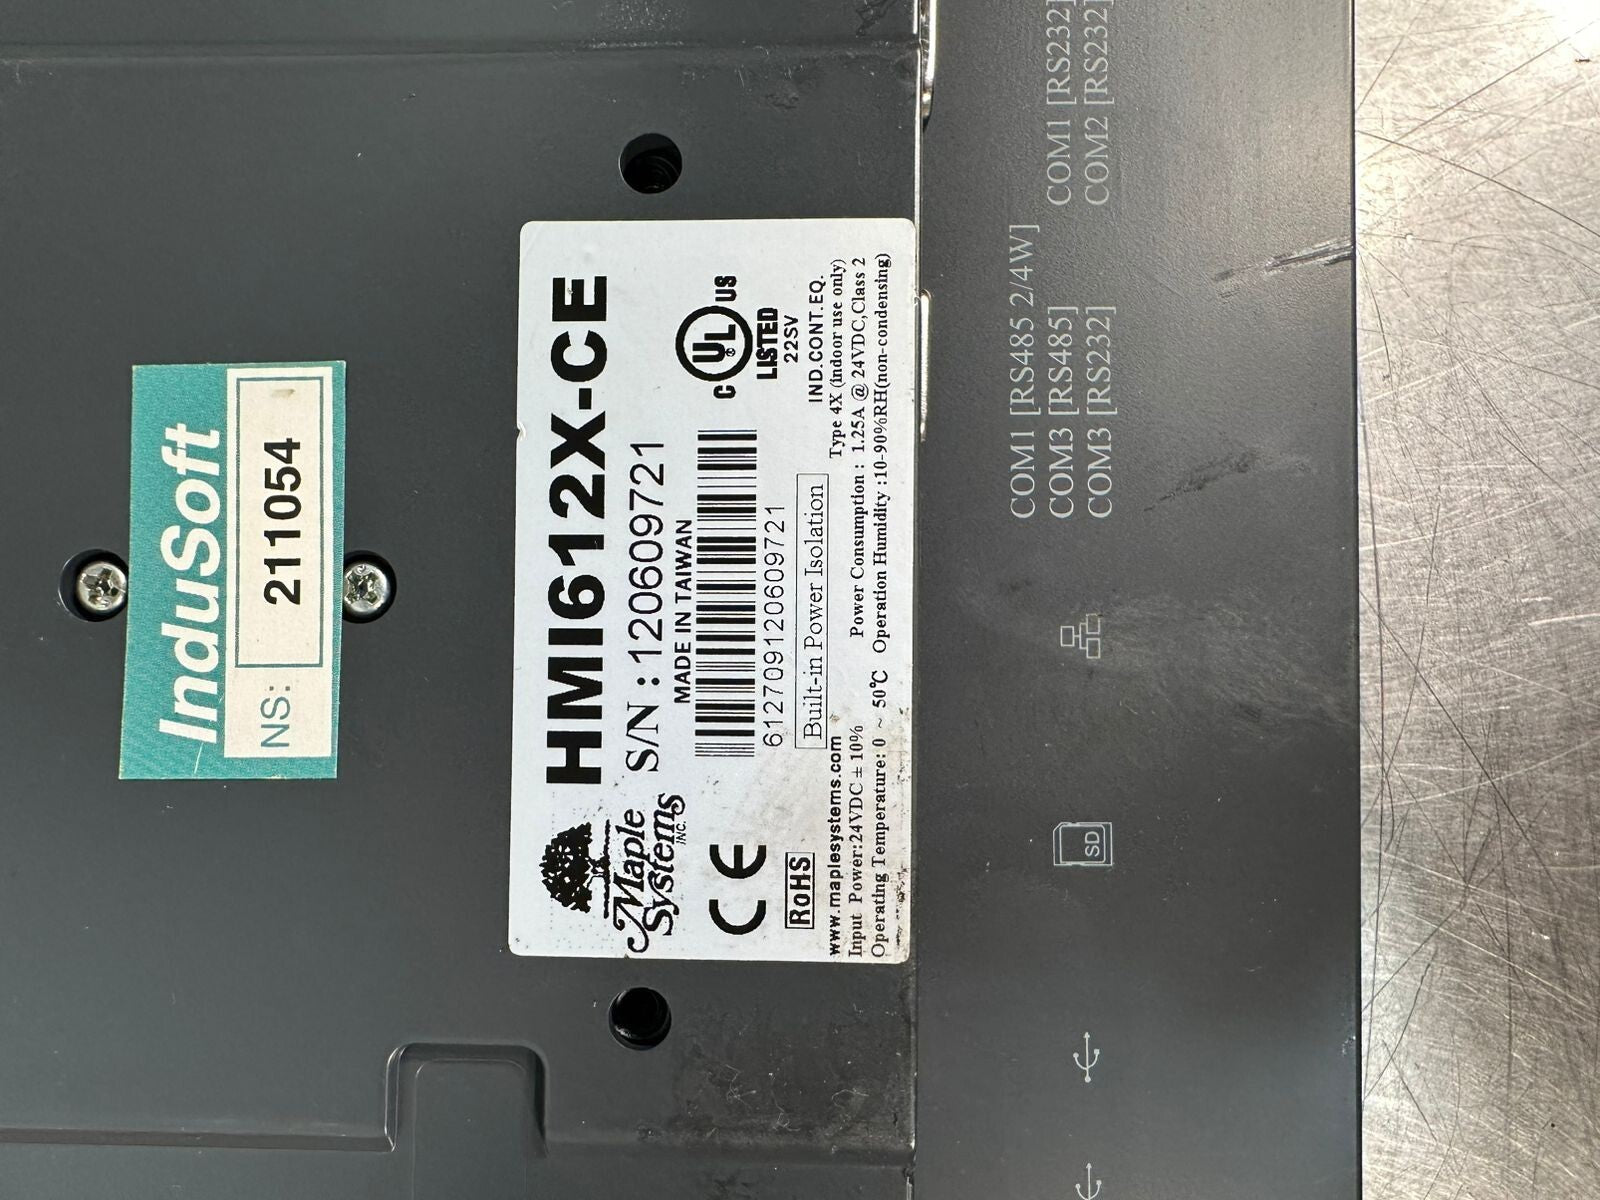 InduSoft
NS: 2111054
Maple
Systems
INC.
HMI612X-CE
S/N : 120609721
MADE IN TAIWAN
612709120609721
Built-in Power Isolation
CE
RoHS
C UL US
®
LISTED
22SV
IND.CONT.EQ.
www.maplesystems.com
Type 4X (indoor use only)
Input Power:24VDC ± 10%
Power Consumption : 1.25A @ 24VDC,Class 2
Operating Temperature: 0 ~ 50℃
Operation Humidity :10-90%RH(non-condensing)
COM1 [RS485 2/4W]
COM3 [RS485]
COM3 [RS232]
COM1 [RS232]
COM2 [RS232]
SD